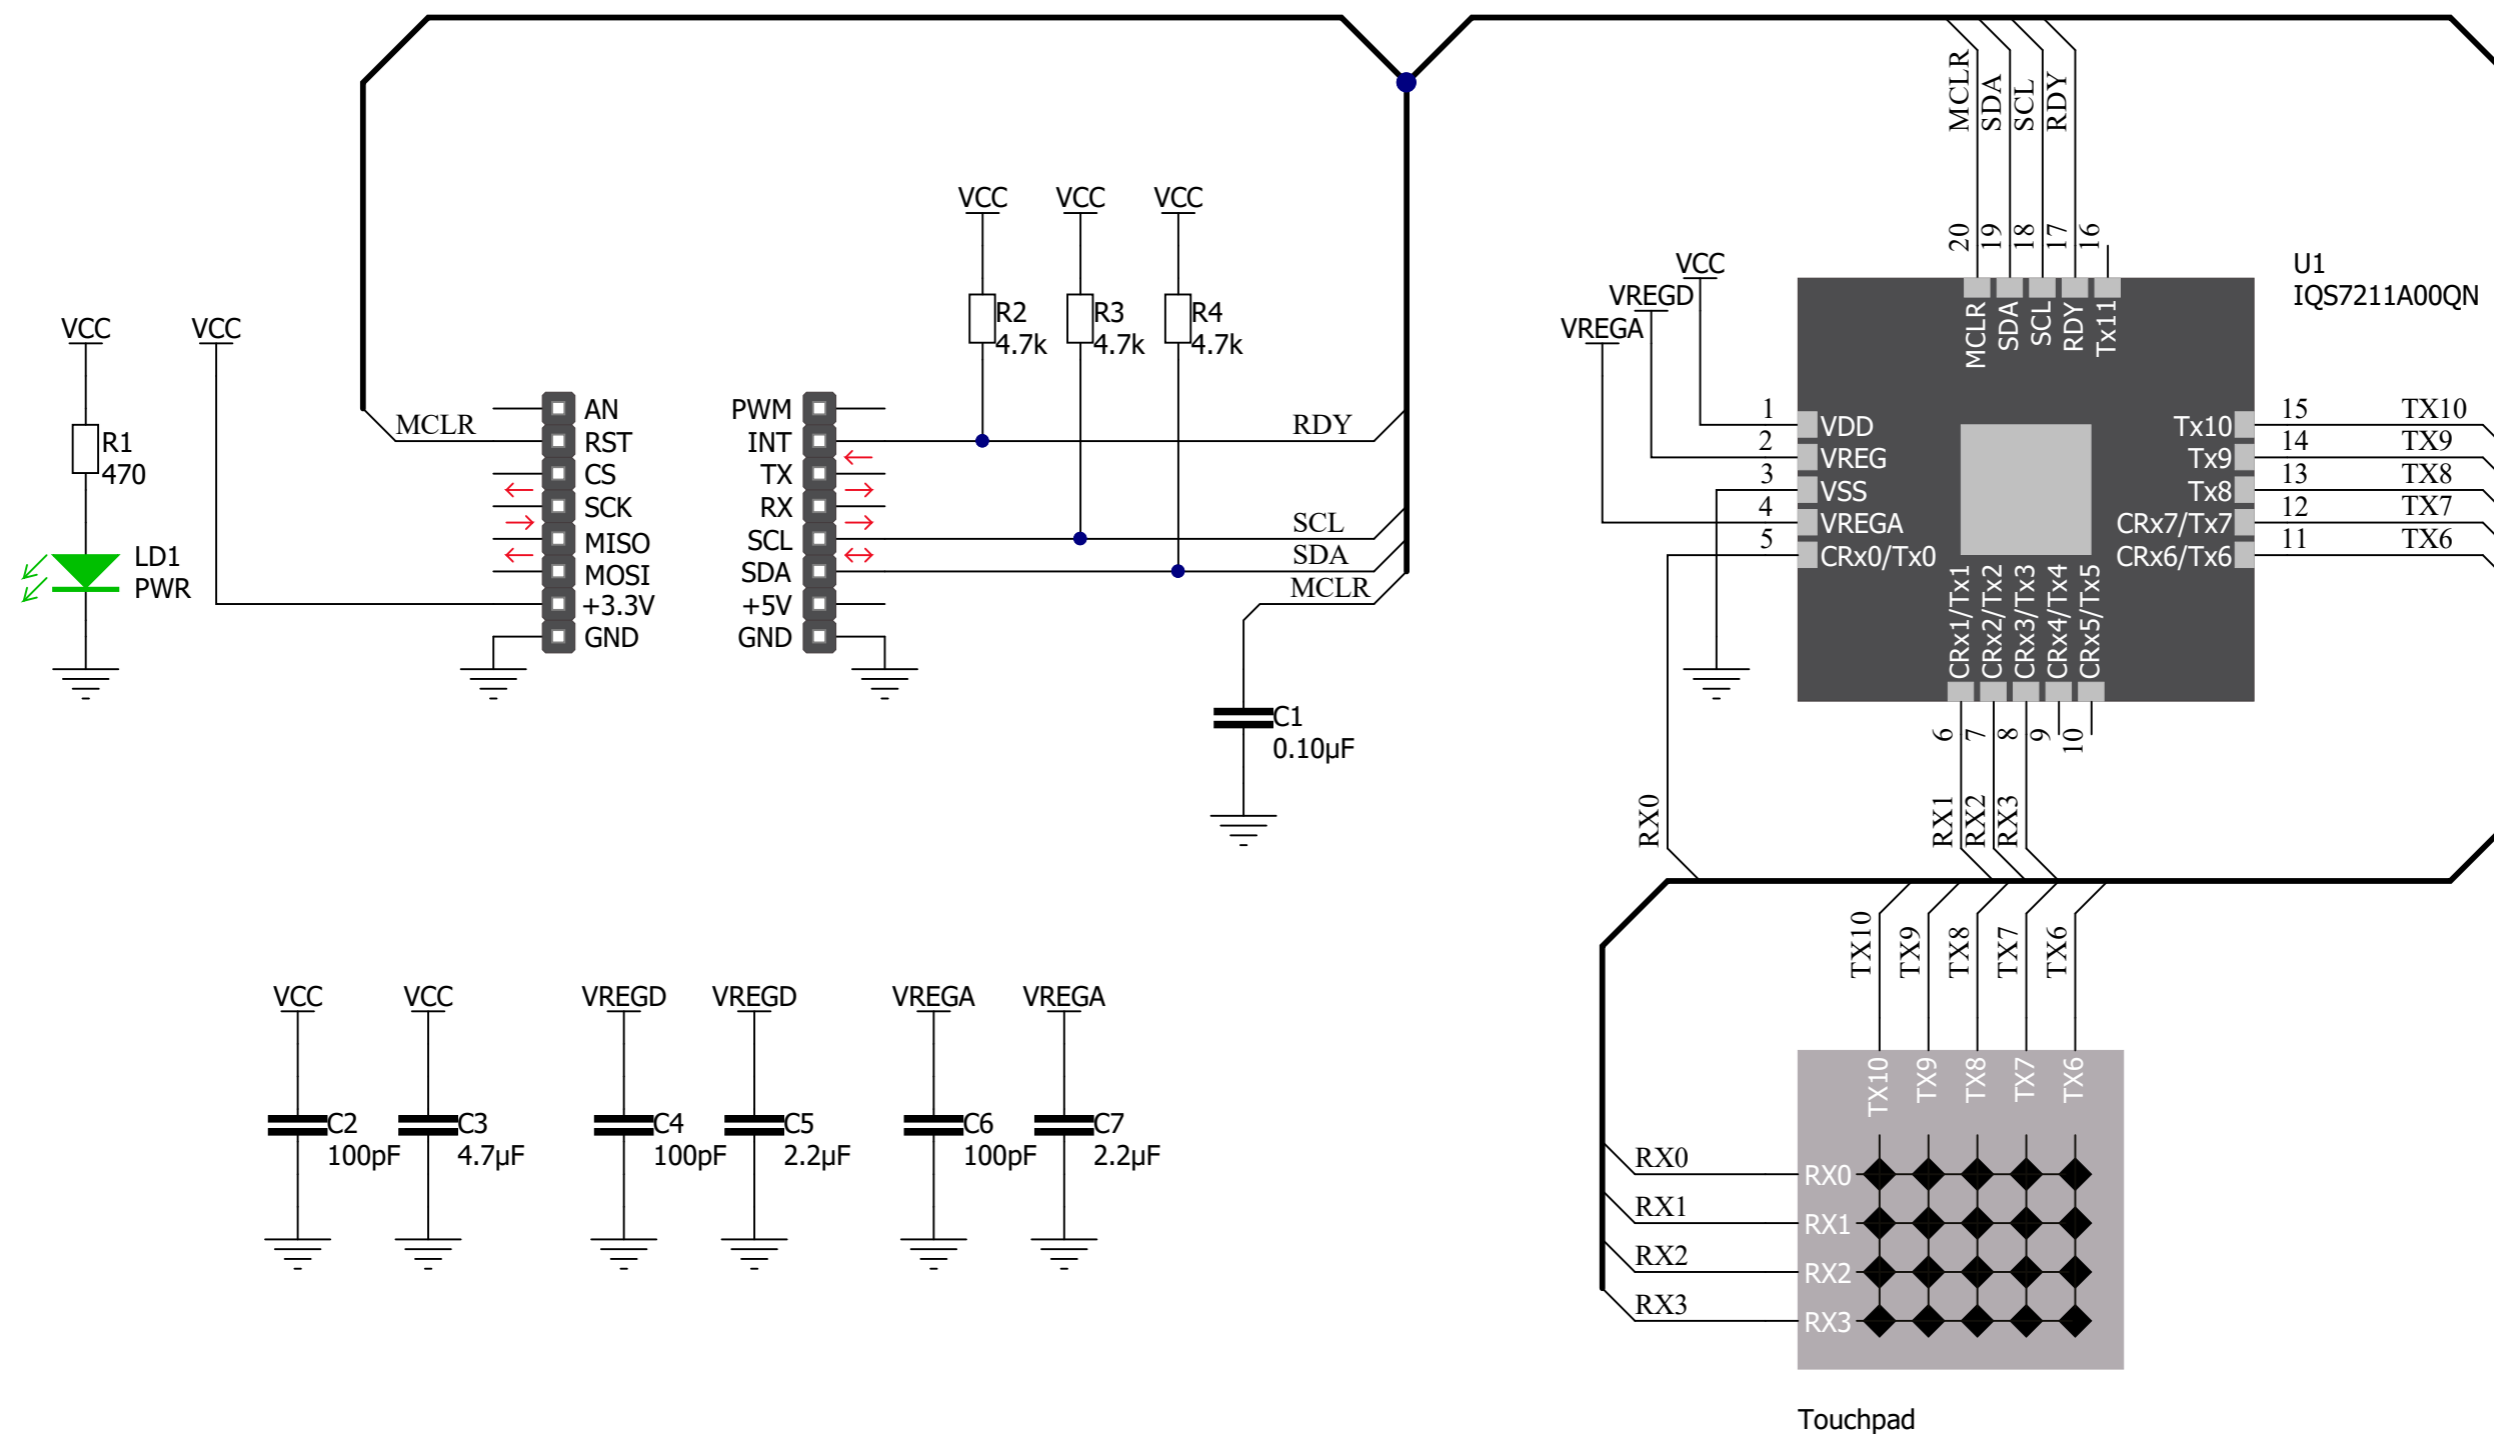 MCLR
SDA
SCL
RDY
VCC
VCC
VCC
20
19
18
17
16
U1
IQS7211A00QN
VCC
VREGD
VREGA
R2
4.7k
R3
4.7k
R4
4.7k
VCC
VCC
R1
470
LD1
PWR
MCLR
AN
RST
CS
SCK
MISO
MOSI
+3.3V
GND
PWM
INT
TX
RX
SCL
SDA
+5V
GND
RDY
SCL
SDA
MCLR
C1
0.10µF
MCLR
SDA
SCL
RDY
Tx11
1 VDD
2 VREG
3 VSS
4 VREGA
5 CRx0/Tx0
Tx10 15 TX10
Tx9 14 TX9
Tx8 13 TX8
CRx7/Tx7 12 TX7
CRx6/Tx6 11 TX6
CRx1/Tx1
CRx2/Tx2
CRx3/Tx3
CRx4/Tx4
CRx5/Tx5
6
7
8
9
10
RX0
RX1
RX2
RX3
TX10
TX9
TX8
TX7
TX6
VCC
VCC
VREGD
VREGD
VREGA
VREGA
C2
100pF
C3
4.7µF
C4
100pF
C5
2.2µF
C6
100pF
C7
2.2µF
TX10
TX9
TX8
TX7
TX6
RX0 RX0
RX1 RX1
RX2 RX2
RX3 RX3
Touchpad